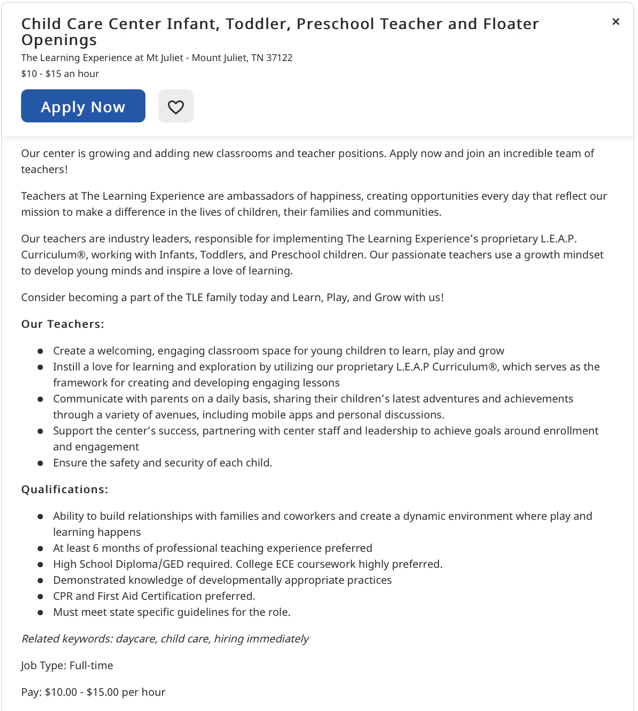 Child Care Center Infant, Toddler, Preschool Teacher and Floater
Openings
×
The Learning Experience at Mt Juliet - Mount Juliet, TN 37122
$10 - $15 an hour
Apply Now
Our center is growing and adding new classrooms and teacher positions. Apply now and join an incredible team of
teachers!
Teachers at The Learning Experience are ambassadors of happiness, creating opportunities every day that reflect our
mission to make a difference in the lives of children, their families and communities.
Our teachers are industry leaders, responsible for implementing The Learning Experience’s proprietary L.E.A.P.
Curriculum®, working with Infants, Toddlers, and Preschool children. Our passionate teachers use a growth mindset
to develop young minds and inspire a love of learning.
Consider becoming a part of the TLE family today and Learn, Play, and Grow with us!
Our Teachers:
● Create a welcoming, engaging classroom space for young children to learn, play and grow
● Instill a love for learning and exploration by utilizing our proprietary L.E.A.P Curriculum®, which serves as the
framework for creating and developing engaging lessons
● Communicate with parents on a daily basis, sharing their children’s latest adventures and achievements
through a variety of avenues, including mobile apps and personal discussions.
● Support the center’s success, partnering with center staff and leadership to achieve goals around enrollment
and engagement
● Ensure the safety and security of each child.
Qualifications:
● Ability to build relationships with families and coworkers and create a dynamic environment where play and
learning happens
● At least 6 months of professional teaching experience preferred
● High School Diploma/GED required. College ECE coursework highly preferred.
● Demonstrated knowledge of developmentally appropriate practices
● CPR and First Aid Certification preferred.
● Must meet state specific guidelines for the role.
Related keywords: daycare, child care, hiring immediately
Job Type: Full-time
Pay: $10.00 - $15.00 per hour